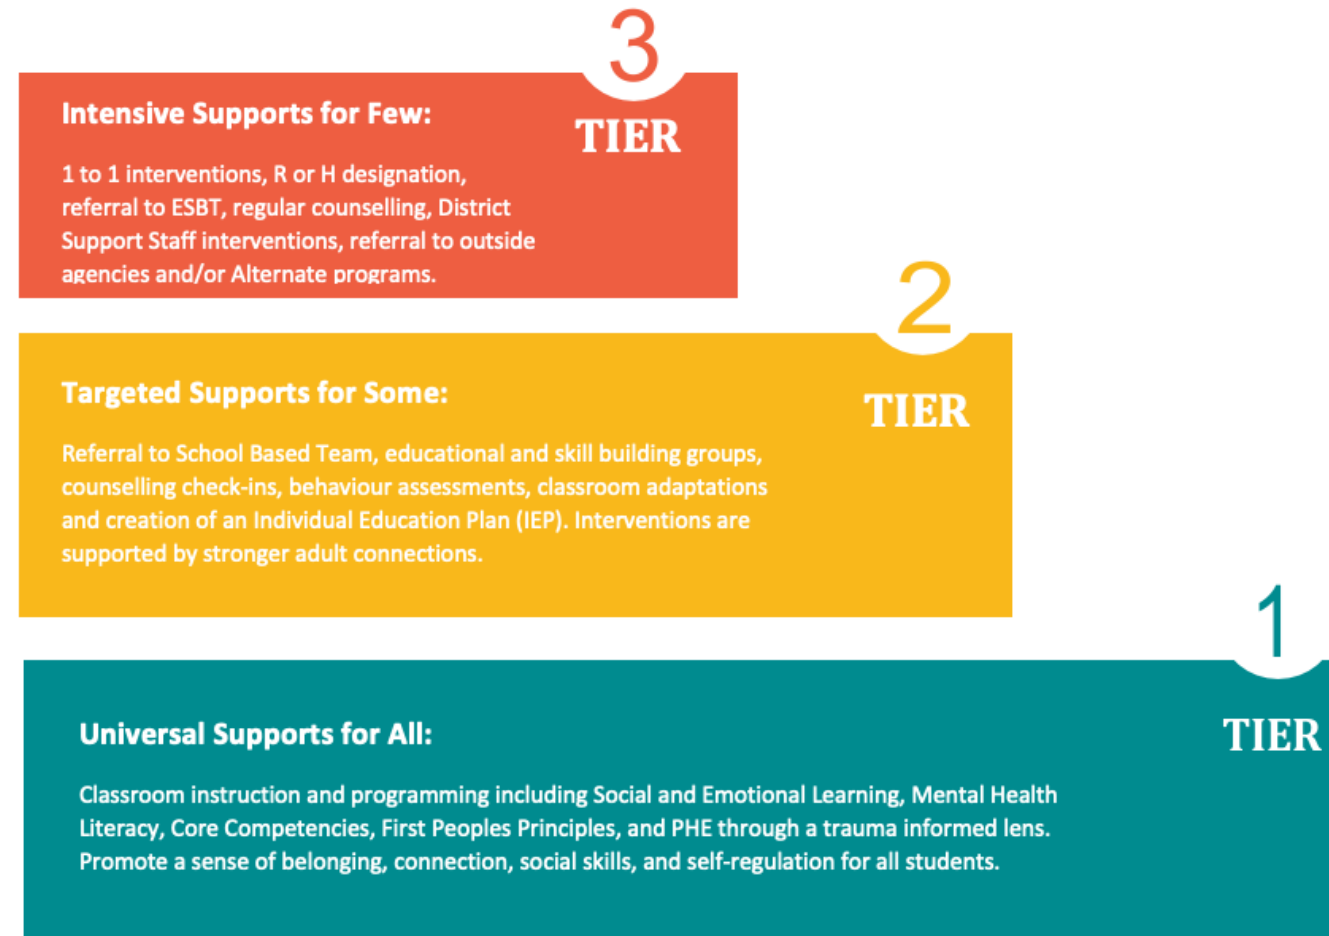 3
TIER
Intensive Supports for Few:
1 to 1 interventions, R or H designation,
referral to ESBT, regular counselling, District
Support Staff interventions, referral to outside
agencies and/or Alternate programs.
2
TIER
Targeted Supports for Some:
Referral to School Based Team, educational and skill building groups,
counselling check-ins, behaviour assessments, classroom adaptations
and creation of an Individual Education Plan (IEP). Interventions are
supported by stronger adult connections.
1
TIER
Universal Supports for All:
Classroom instruction and programming including Social and Emotional Learning, Mental Health
Literacy, Core Competencies, First Peoples Principles, and PHE through a trauma informed lens.
Promote a sense of belonging, connection, social skills, and self-regulation for all students.